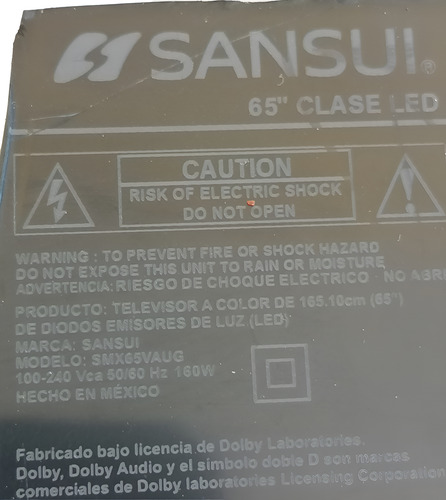 SANSUI®
65" CLASE LED
CAUTION
RISK OF ELECTRIC SHOCK
DO NOT OPEN
WARNING : TO PREVENT FIRE OR SHOCK HAZARD
DO NOT EXPOSE THIS UNIT TO RAIN OR MOISTURE
ADVERTENCIA: RIESGO DE CHOQUE ELECTRICO - NO ABRI
PRODUCTO: TELEVISOR A COLOR DE 165.10cm (65")
DE DIODOS EMISORES DE LUZ (LED)
MARCA: SANSUI
MODELO: SMX65VAUG
100-240 Vca 50/60 Hz 160W
HECHO EN MÉXICO
Fabricado bajo licencia de Dolby Laboratories.
Dolby, Dolby Audio y el símbolo doble D son marcas
comerciales de Dolby laboratories Licensing Corporation